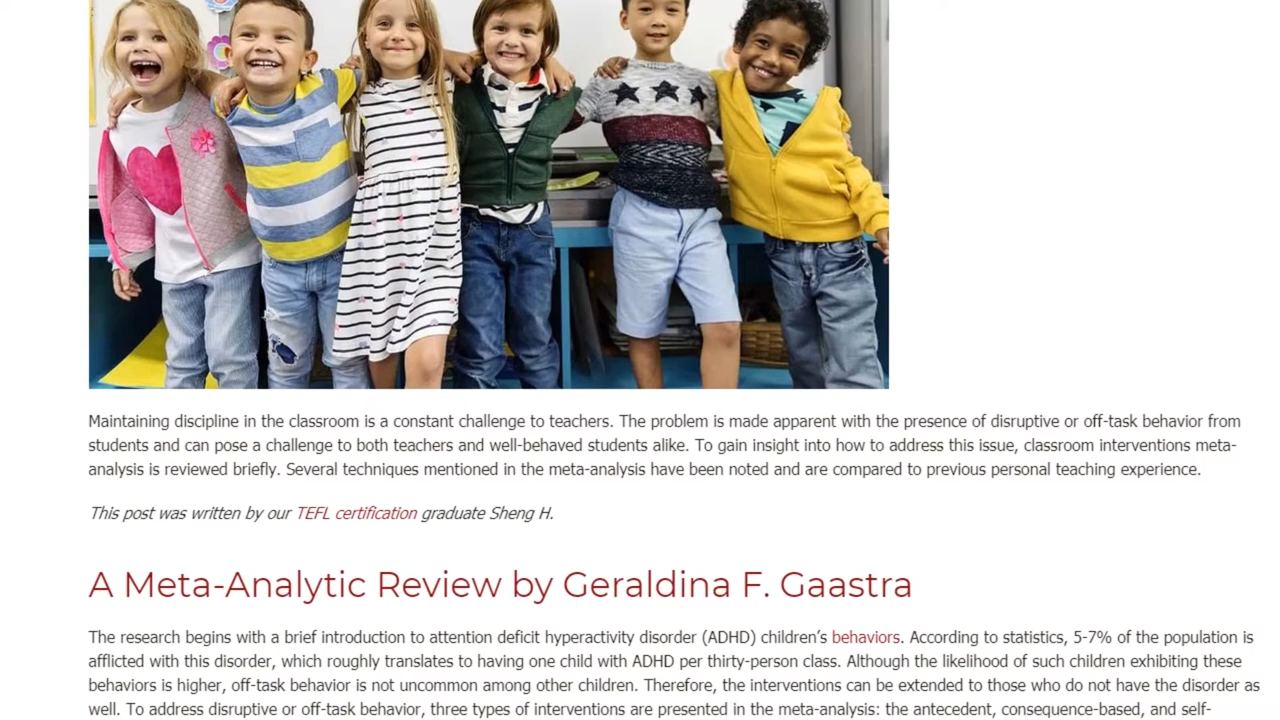 Maintaining discipline in the classroom is a constant challenge to teachers. The problem is made apparent with the presence of disruptive or off-task behavior from
students and can pose a challenge to both teachers and well-behaved students alike. To gain insight into how to address this issue, classroom interventions meta-
analysis is reviewed briefly. Several techniques mentioned in the meta-analysis have been noted and are compared to previous personal teaching experience.
This post was written by our TEFL certification graduate Sheng H.
A Meta-Analytic Review by Geraldina F. Gaastra
The research begins with a brief introduction to attention deficit hyperactivity disorder (ADHD) children’s behaviors. According to statistics, 5-7% of the population is
afflicted with this disorder, which roughly translates to having one child with ADHD per thirty-person class. Although the likelihood of such children exhibiting these
behaviors is higher, off-task behavior is not uncommon among other children. Therefore, the interventions can be extended to those who do not have the disorder as
well. To address disruptive or off-task behavior, three types of interventions are presented in the meta-analysis: the antecedent, consequence-based, and self-